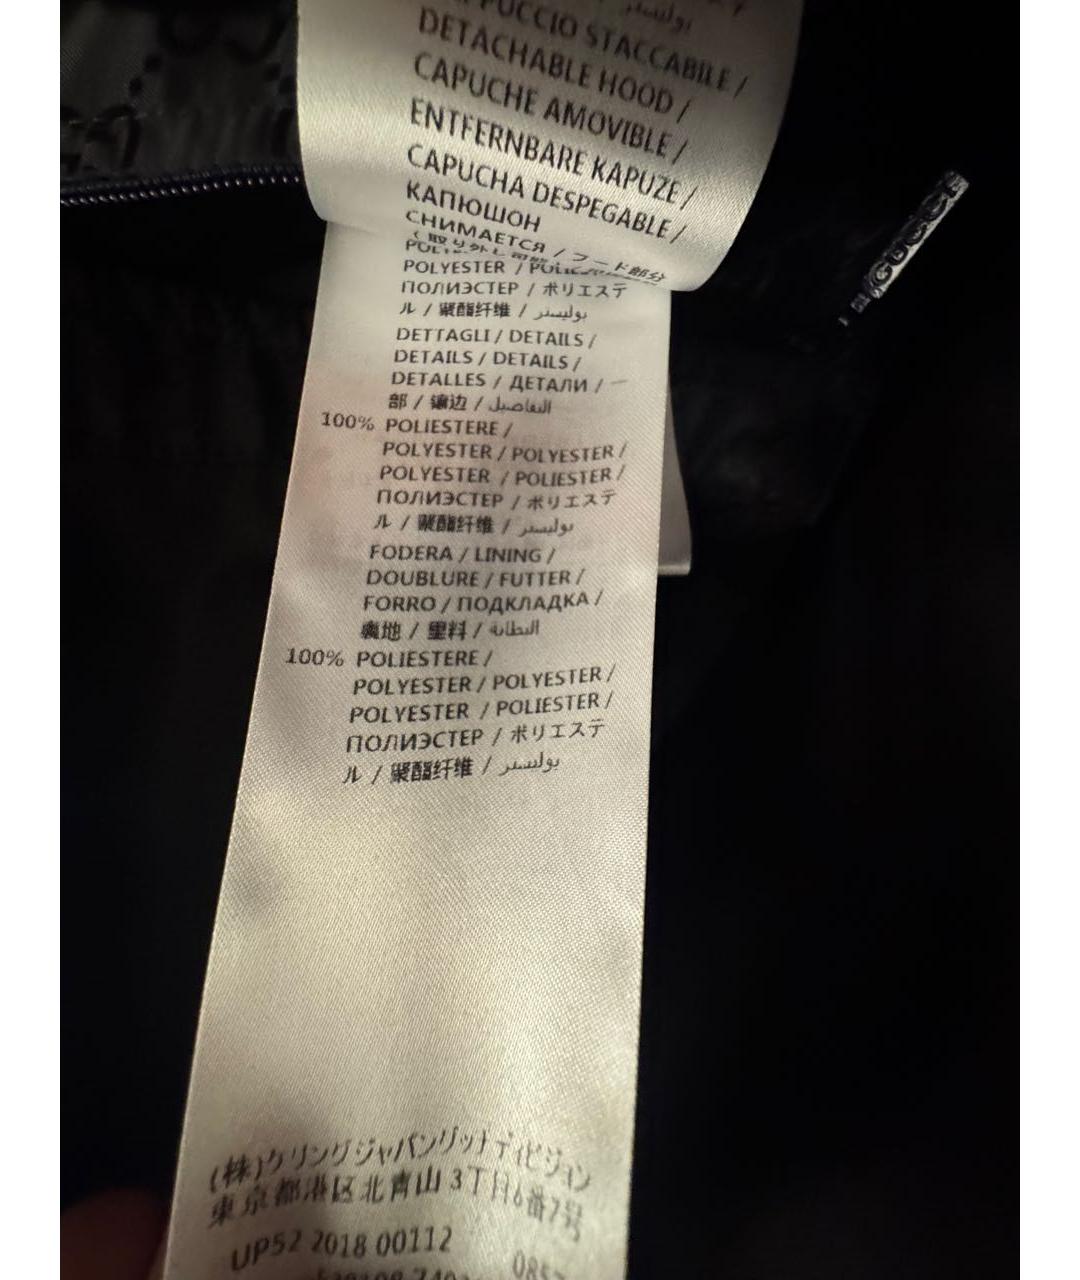 STACCABILE /
DETACHABLE HOOD /
CAPUCHE AMOVIBLE /
ENTFERNBARE KAPUZE /
CAPUCHA DESPEGABLE /
КАПЮШОН
СНИМАЕТСЯ / フード部分
POLYESTER /
ПОЛИЭСТЕР / ポリエステ
ル / 聚酯纤维 / بوليستر
DETTAGLI / DETAILS /
DETAILS / DETAILS /
DETALLES / ДЕТАЛИ / 一
部 / 镶边 / التفاصيل
100% POLIESTERE /
POLYESTER / POLYESTER /
POLYESTER / POLIESTER /
ПОЛИЭСТЕР / ポリエステ
ル / 聚酯纤维 / بوليستر
FODERA / LINING /
DOUBLURE / FUTTER /
FORRO / ПОДКЛАДКА /
裏地 / 里料 / البطانة
100% POLIESTERE /
POLYESTER / POLYESTER /
POLYESTER / POLIESTER /
ПОЛИЭСТЕР / ポリエステ
ル / 聚酯纤维 / بوليستر
(株)ケリングジャパングッチディビジョン
東京都港区北青山3丁目6番7号
UP52 2018 00112
GUCCI